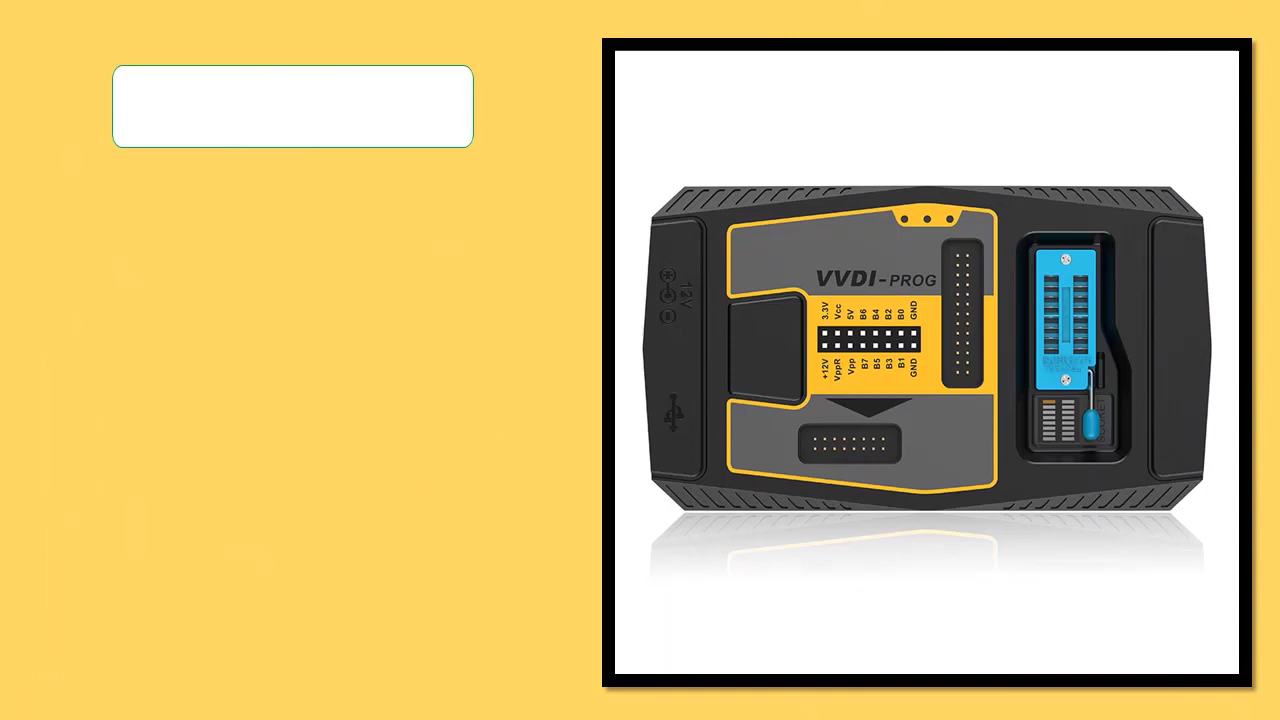 VVDI-PROG
3.3V Vcc 5V B6 B4 B2 B0 GND
+12V VppR Vpp B7 B5 B3 B1 GND
12V